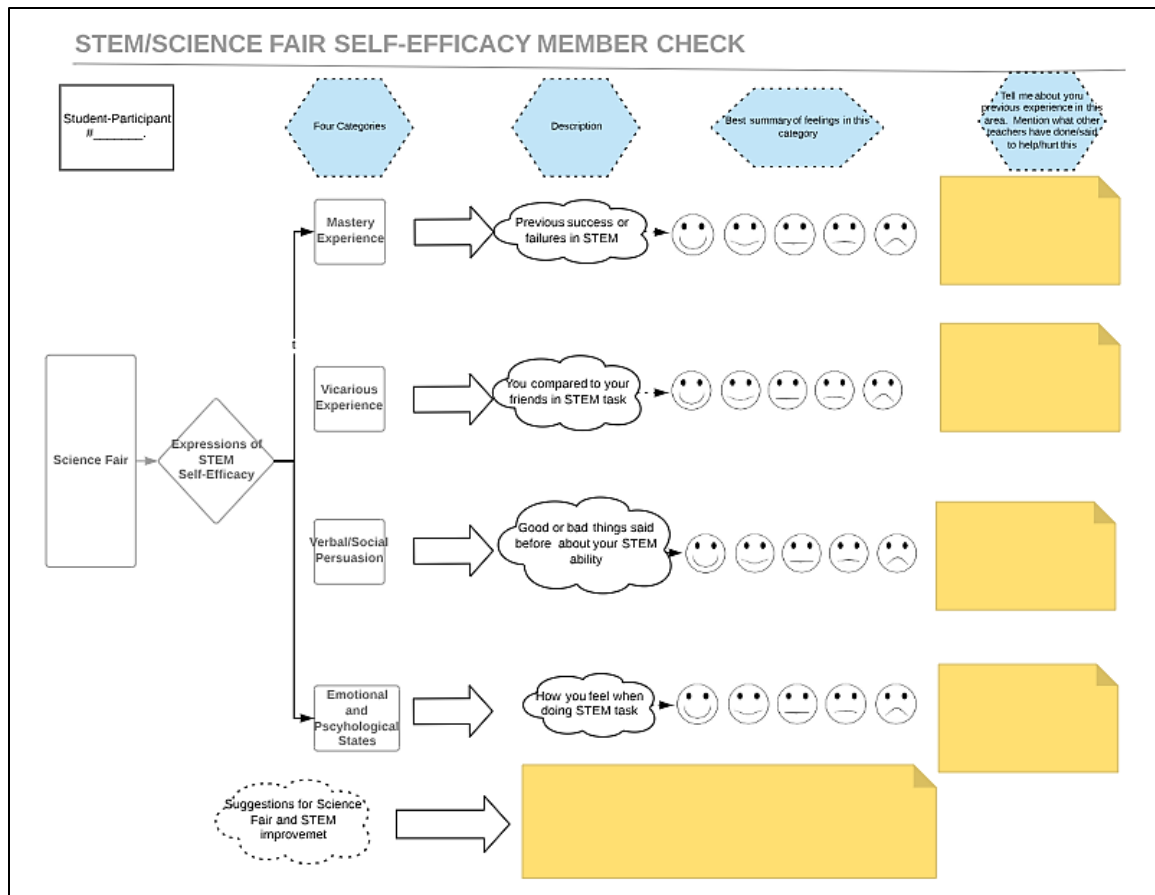 STEM/SCIENCE FAIR SELF-EFFICACY MEMBER CHECK
Student-Participant
#_______.
Four Categories
Description
Best summary of feelings in this
category
Tell me about yoru
previous experience in this
area. Mention what other
teachers have done/said
to help/hurt this
Mastery
Experience
Previous success or
failures in STEM
t
Vicarious
Experience
You compared to your
friends in STEM task
Science Fair
Expressions of
STEM
Self-Efficacy
Verbal/Social
Persuasion
Good or bad things said
before about your STEM
ability
Emotional
and
Pscyhological
States
How you feel when
doing STEM task
Suggestions for Science
Fair and STEM
improvemet